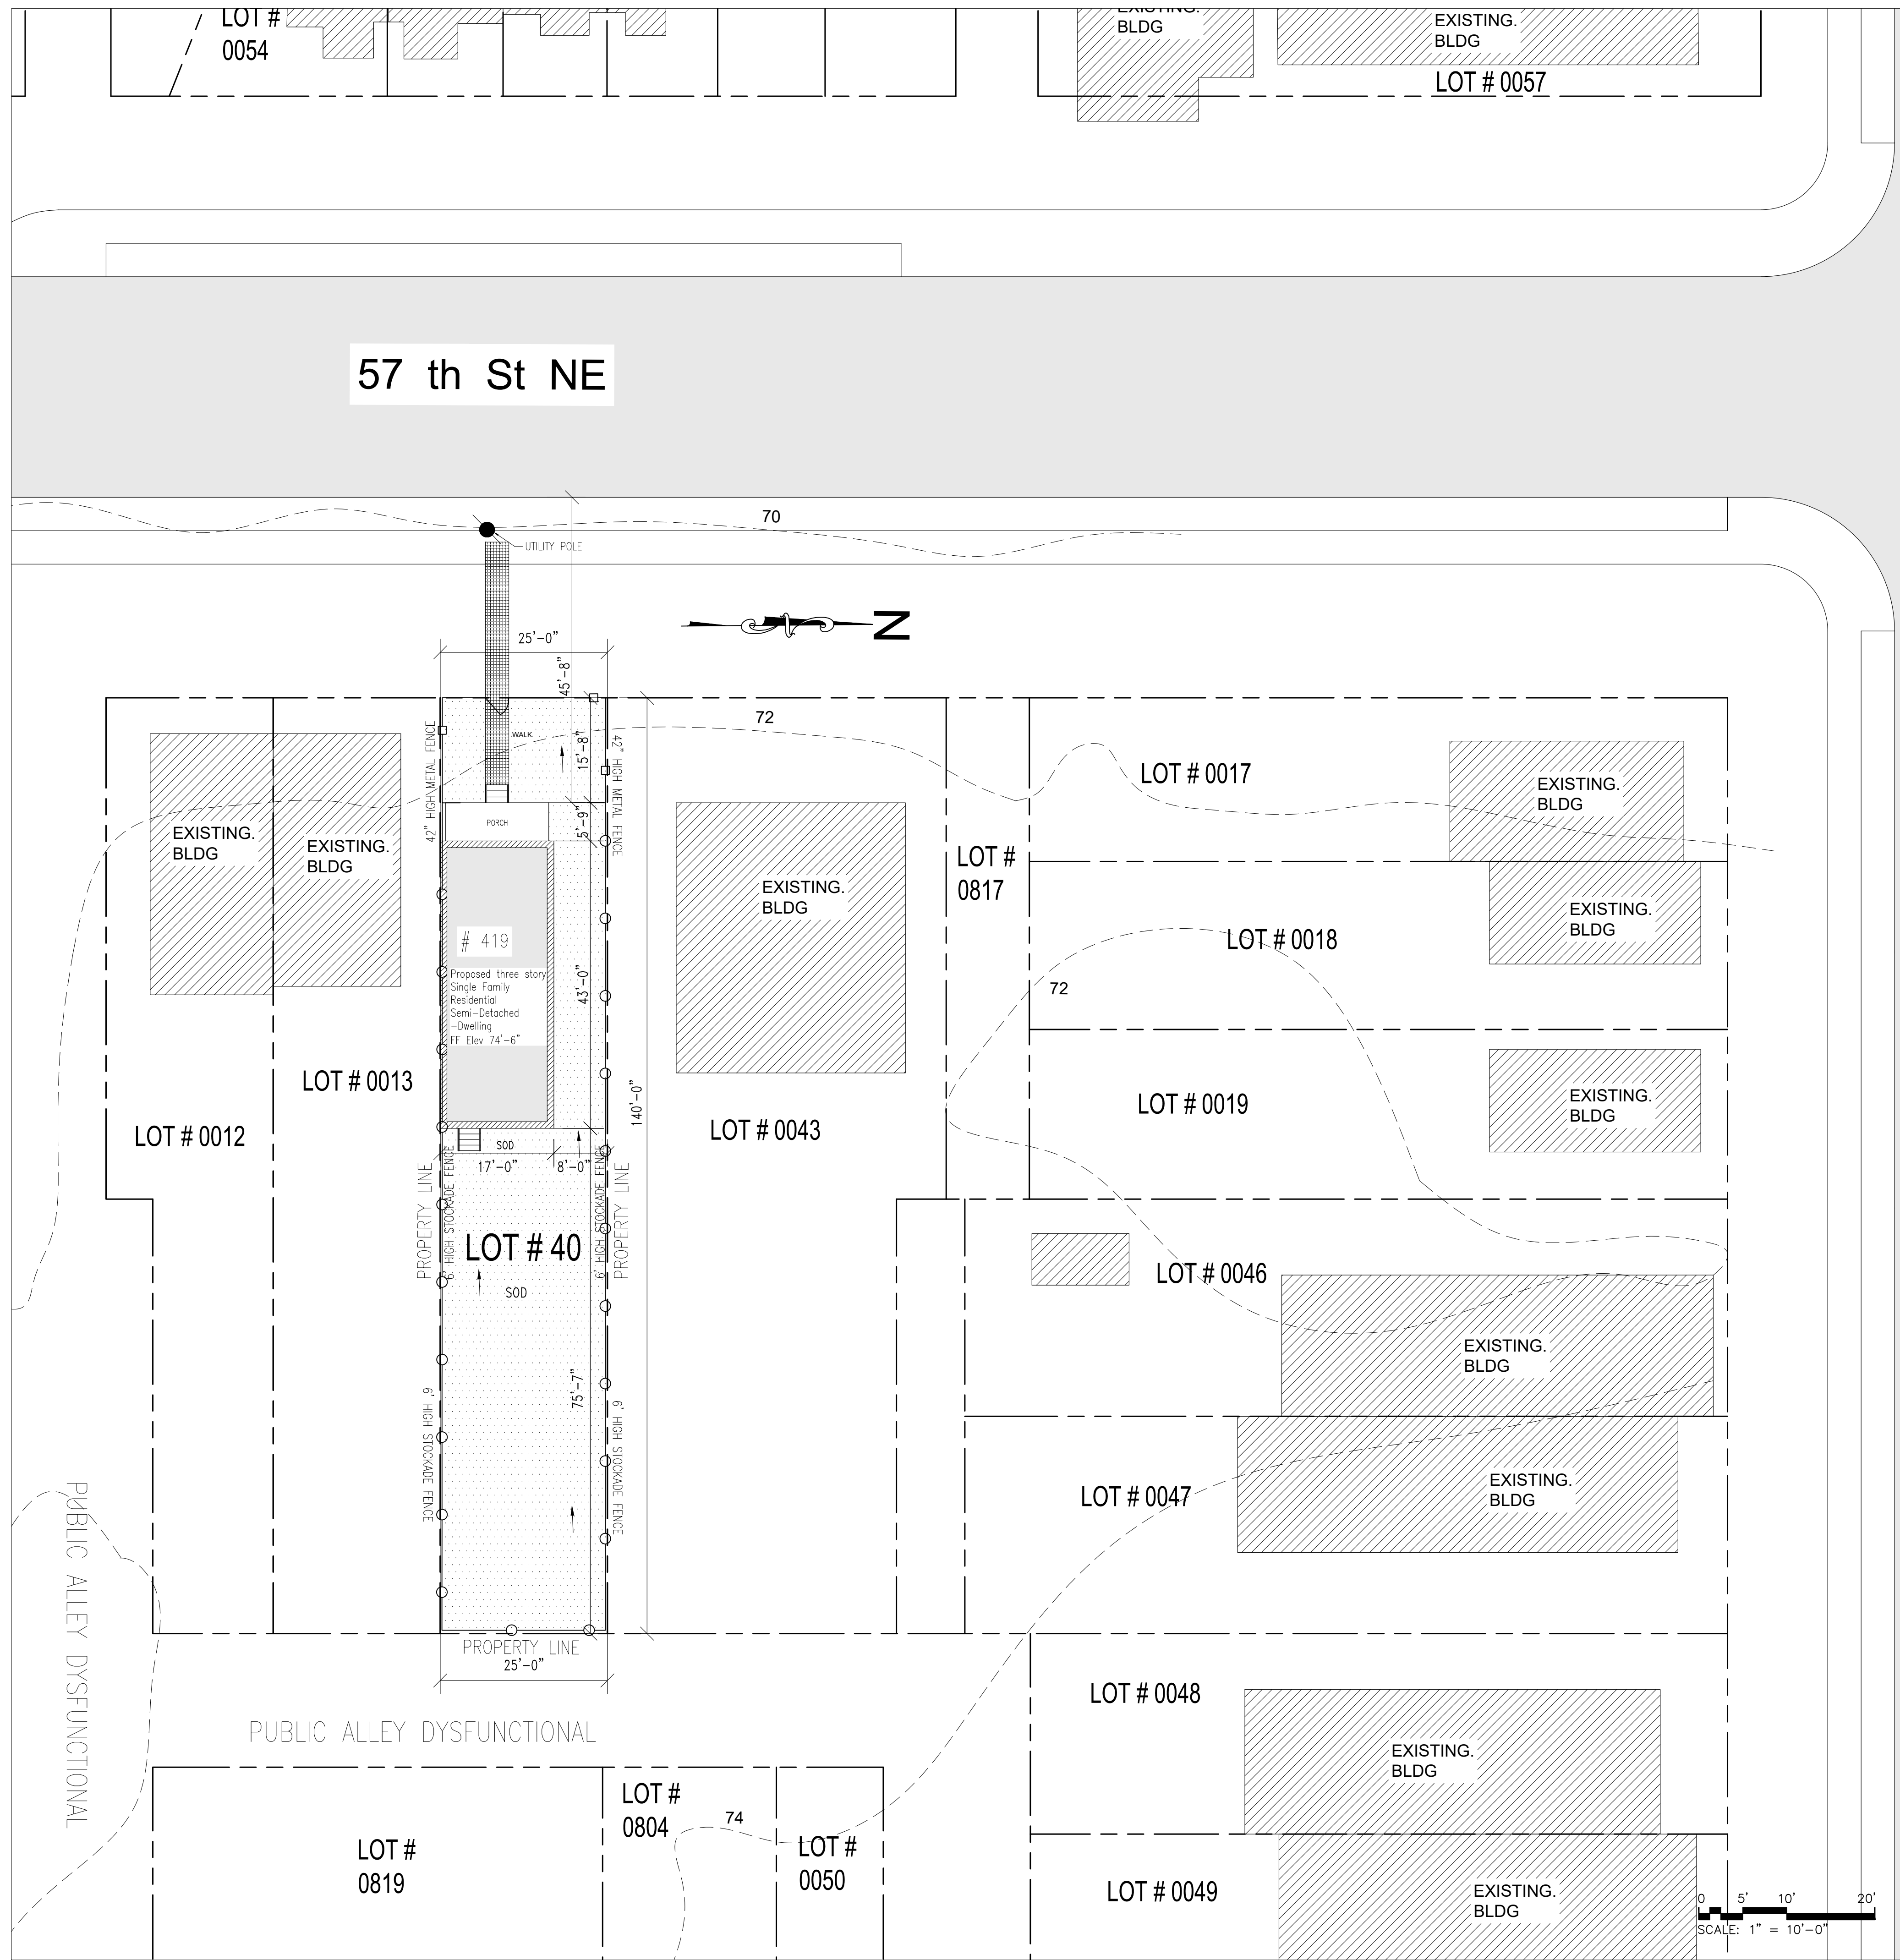 LOT #
0054
EXISTING.
BLDG
EXISTING.
BLDG
LOT # 0057
57 th St NE
70
UTILITY POLE
N
25'-0"
45'-8"
72
WALK
15'-8"
42" HIGH METAL FENCE
42" HIGH METAL FENCE
LOT # 0017
EXISTING.
BLDG
PORCH
5'-9"
EXISTING.
BLDG
EXISTING.
BLDG
EXISTING.
BLDG
LOT #
0817
EXISTING.
BLDG
LOT # 0018
# 419
Proposed three story
Single Family
Residential
Semi-Detached
-Dwelling
FF Elev 74'-6"
43'-0"
72
LOT # 0013
140'-0"
LOT # 0019
EXISTING.
BLDG
LOT # 0012
LOT # 0043
SOD
17'-0"
8'-0"
PROPERTY LINE
6' HIGH STOCKADE FENCE
6' HIGH STOCKADE FENCE
PROPERTY LINE
LOT # 40
SOD
LOT # 0046
EXISTING.
BLDG
75'-7"
6' HIGH STOCKADE FENCE
6' HIGH STOCKADE FENCE
LOT # 0047
EXISTING.
BLDG
PUBLIC ALLEY DYSFUNCTIONAL
PROPERTY LINE
25'-0"
LOT # 0048
PUBLIC ALLEY DYSFUNCTIONAL
EXISTING.
BLDG
LOT #
0804
74
LOT #
0819
LOT #
0050
LOT # 0049
EXISTING.
BLDG
0 5' 10' 20'
SCALE: 1" = 10'-0"